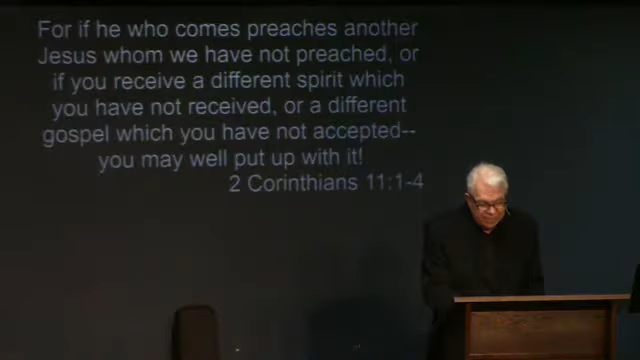 For if he who comes preaches another
Jesus whom we have not preached, or
if you receive a different spirit which
you have not received, or a different
gospel which you have not accepted--
you may well put up with it!
2 Corinthians 11:1-4